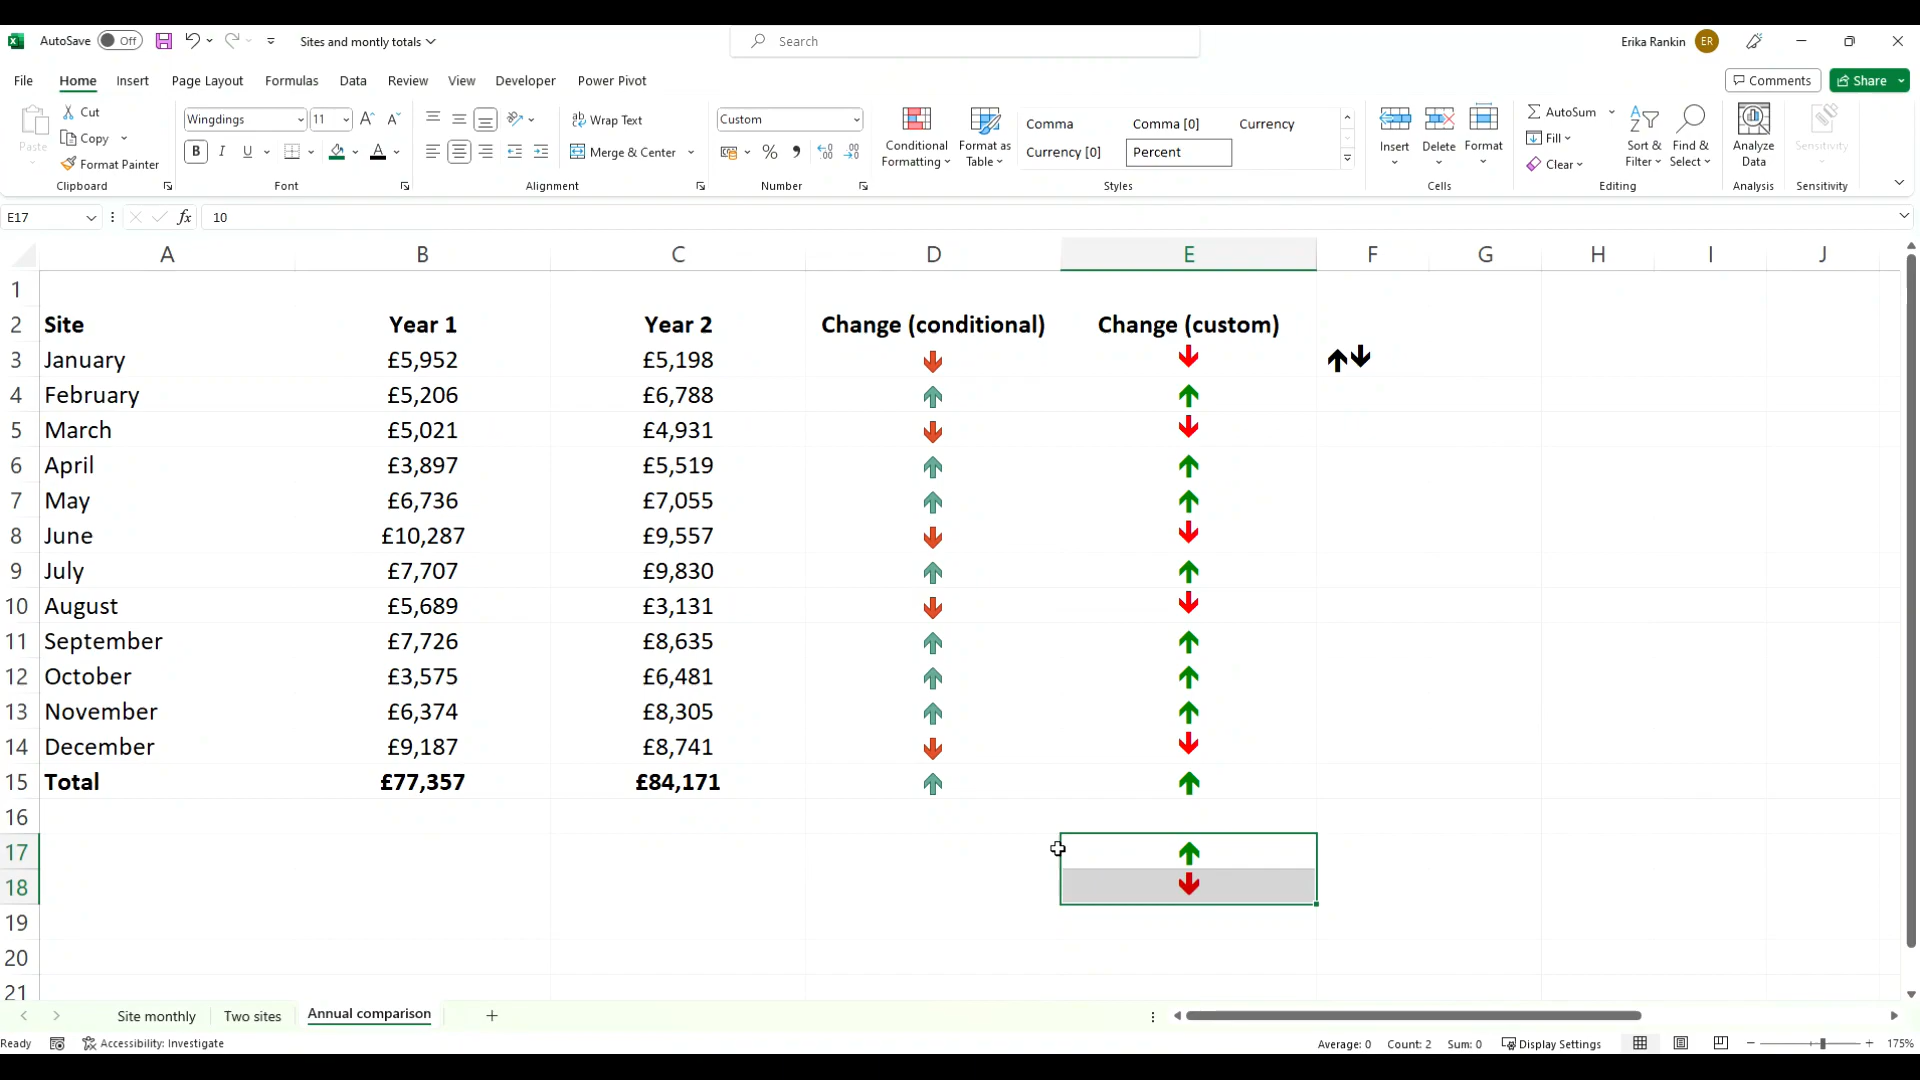 AutoSave Off Sites and montly totals Search Erika Rankin ER
File Home Insert Page Layout Formulas Data Review View Developer Power Pivot Comments Share
Paste Cut Copy Format Painter Clipboard
Wingdings 11 A A B I U A Font
Wrap Text Merge & Center Alignment
Custom % , Number
Conditional Formatting Format as Table Comma Comma [0] Currency Currency [0] Percent Styles
Insert Delete Format Cells
AutoSum Fill Clear Sort & Filter Find & Select Editing
Analyze Data Analysis
Sensitivity Sensitivity
E17 fx 10
A B C D E F G H I J
1
2 Site Year 1 Year 2 Change (conditional) Change (custom)
3 January £5,952 £5,198 ↓ ↓ ↑↓
4 February £5,206 £6,788 ↑ ↑
5 March £5,021 £4,931 ↓ ↓
6 April £3,897 £5,519 ↑ ↑
7 May £6,736 £7,055 ↑ ↑
8 June £10,287 £9,557 ↓ ↓
9 July £7,707 £9,830 ↑ ↑
10 August £5,689 £3,131 ↓ ↓
11 September £7,726 £8,635 ↑ ↑
12 October £3,575 £6,481 ↑ ↑
13 November £6,374 £8,305 ↑ ↑
14 December £9,187 £8,741 ↓ ↓
15 Total £77,357 £84,171 ↑ ↑
16
17 ↑
18 ↓
19
20
21
Site monthly Two sites Annual comparison
Ready Accessibility: Investigate Average: 0 Count: 2 Sum: 0 Display Settings 175%